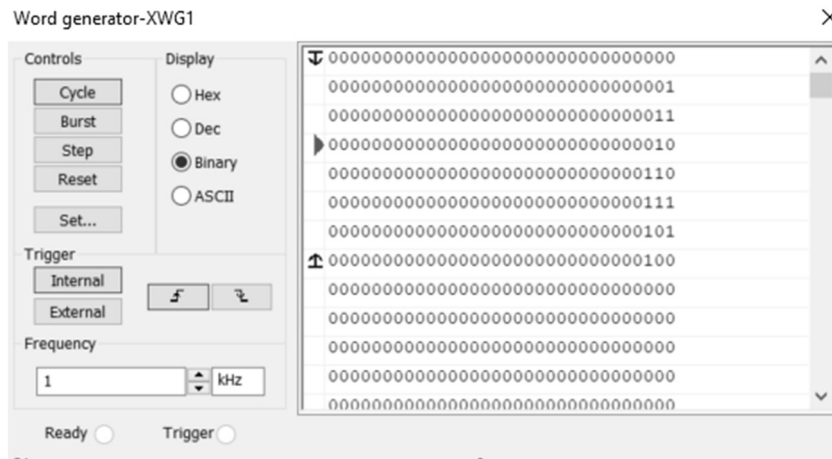 Word generator-XWG1
Controls
Cycle
Burst
Step
Reset
Set...
Display
Hex
Dec
Binary
ASCII
Trigger
Internal
External
Frequency
1
kHz
Ready
Trigger
00000000000000000000000000000000
00000000000000000000000000000001
00000000000000000000000000000011
00000000000000000000000000000010
00000000000000000000000000000110
00000000000000000000000000000111
00000000000000000000000000000101
00000000000000000000000000000100
00000000000000000000000000000000
00000000000000000000000000000000
00000000000000000000000000000000
00000000000000000000000000000000
00000000000000000000000000000000